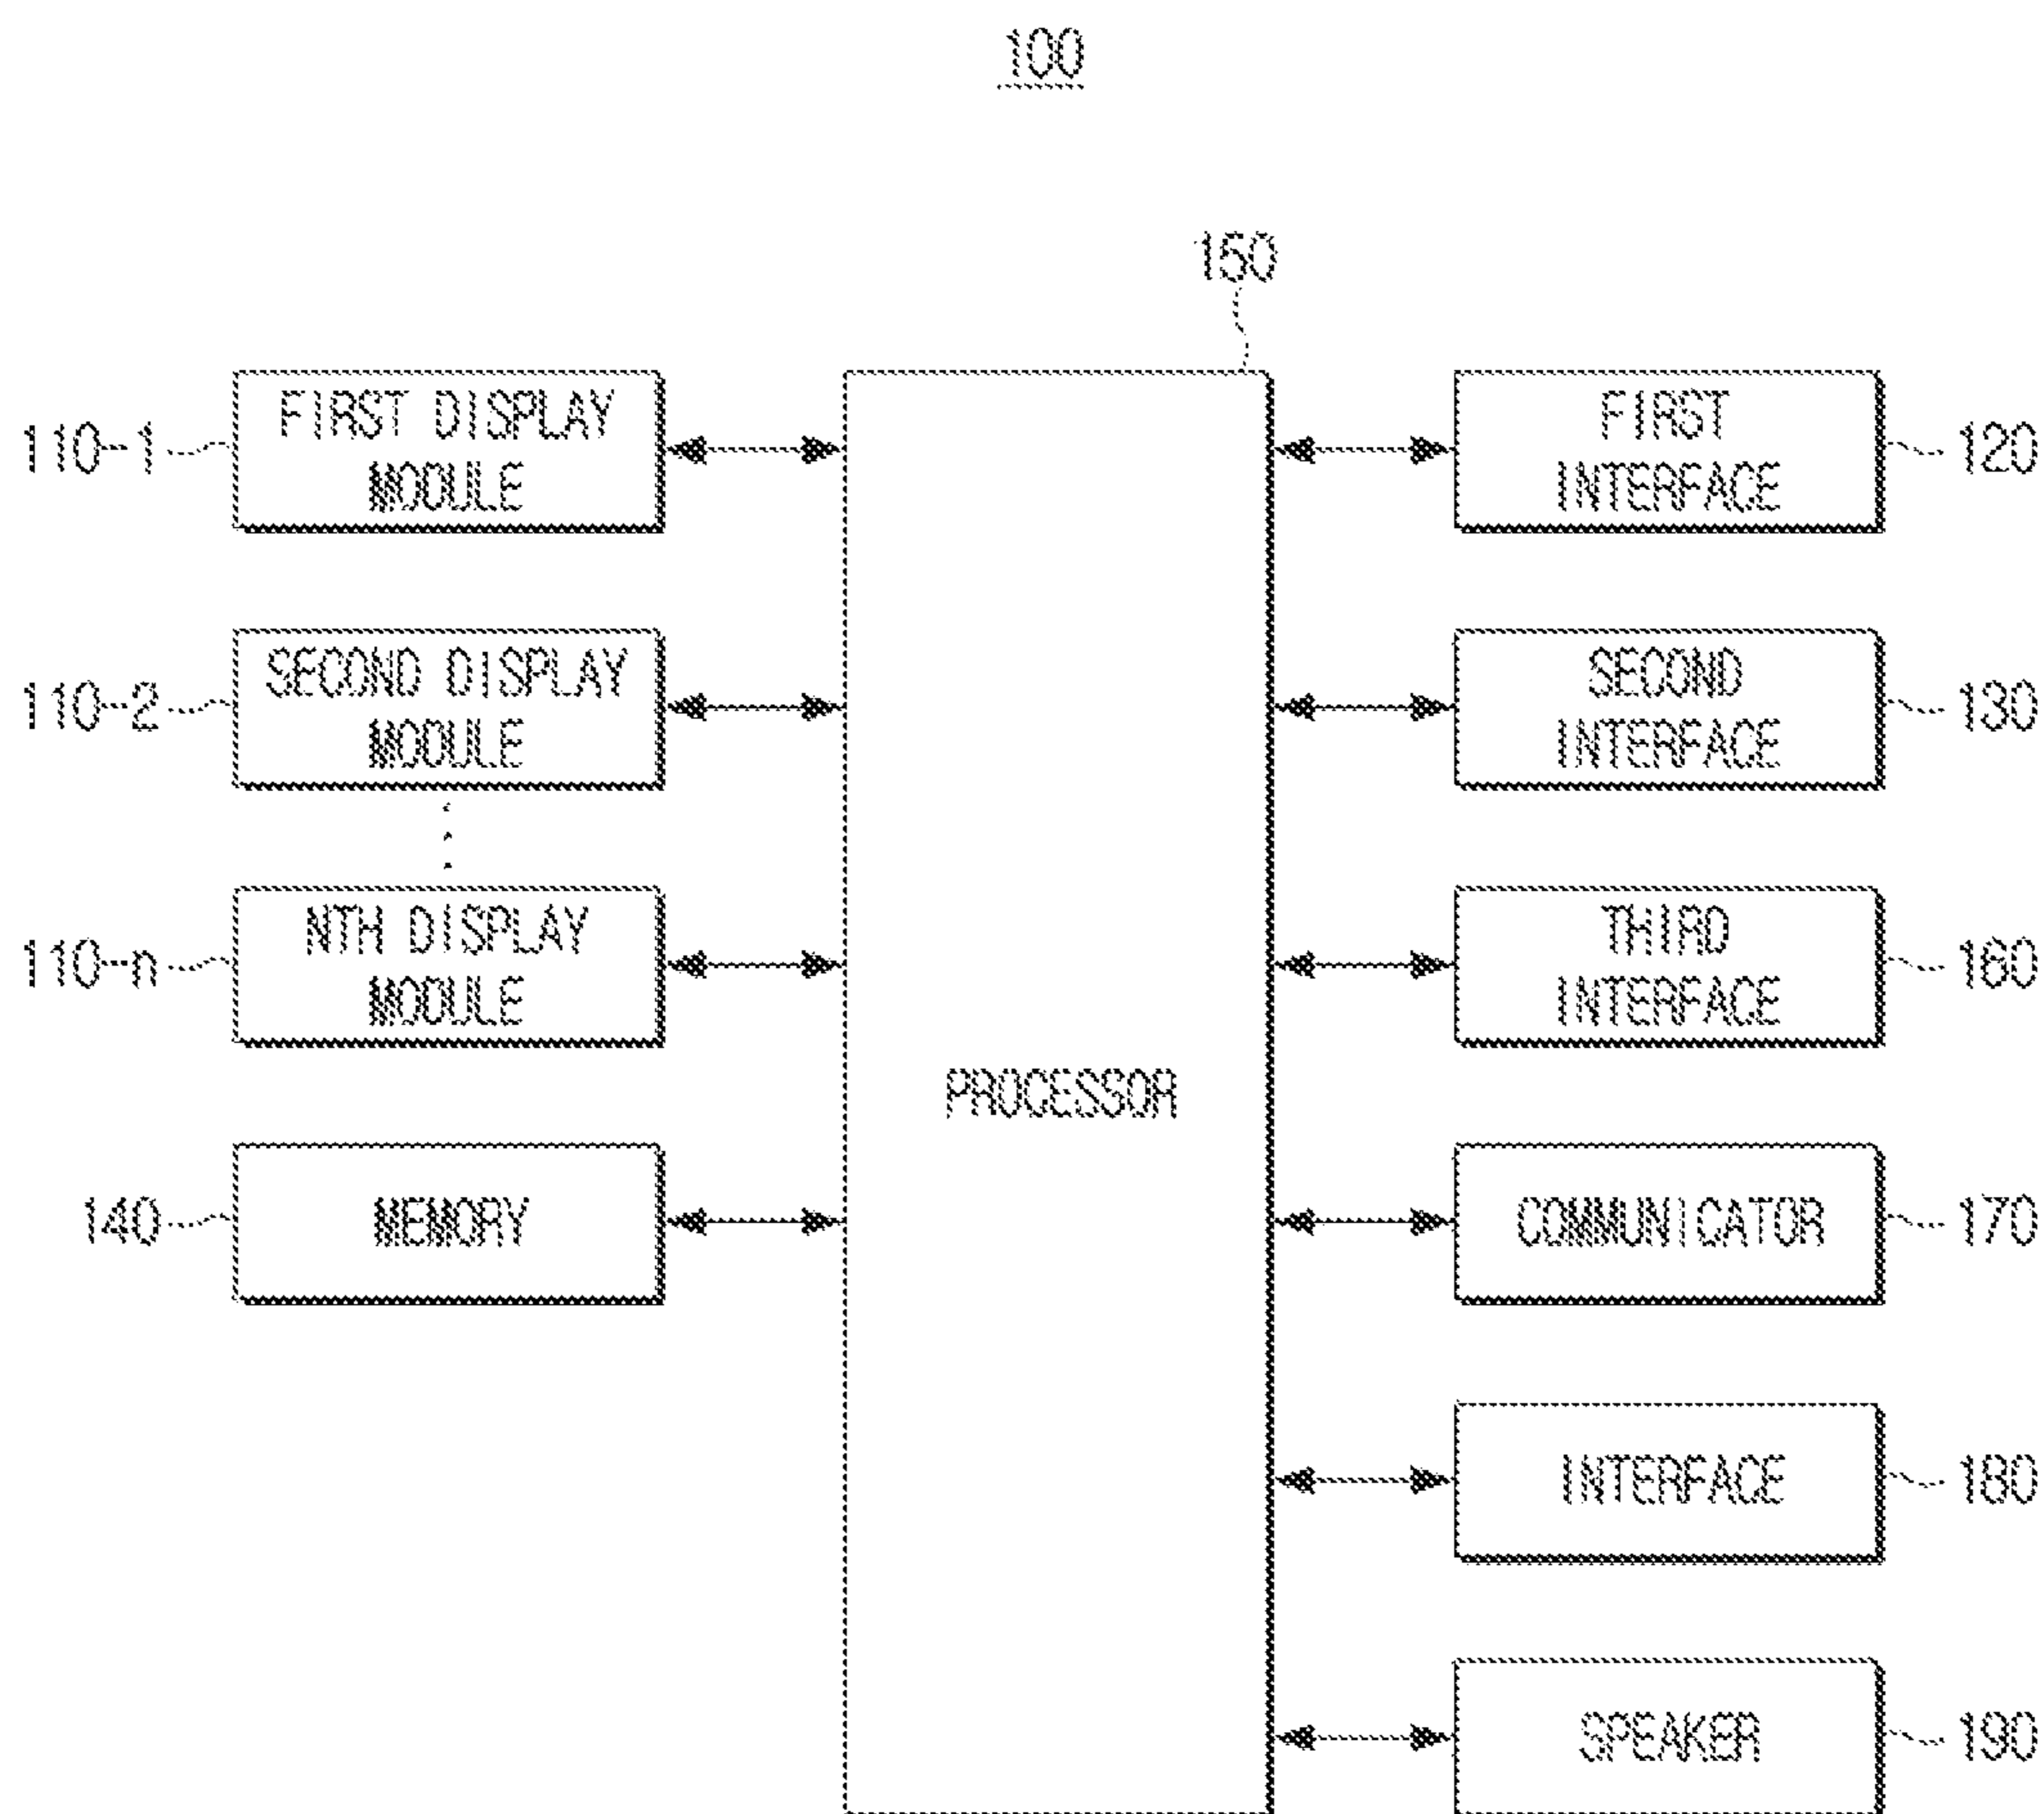 100
150
110-1
FIRST DISPLAY
MODULE
FIRST
INTERFACE
120
110-2
SECOND DISPLAY
MODULE
SECOND
INTERFACE
130
110-n
NTH DISPLAY
MODULE
THIRD
INTERFACE
160
PROCESSOR
140
MEMORY
COMMUNICATOR
170
INTERFACE
180
SPEAKER
190